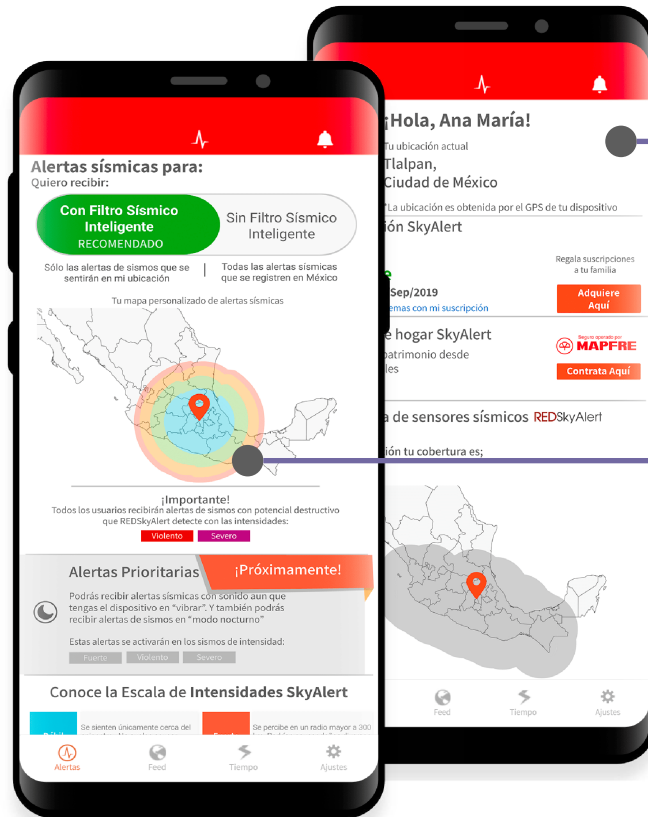 Alertas sísmicas para:
Quiero recibir:
Con Filtro Sísmico
Inteligente
RECOMENDADO
Sin Filtro Sísmico
Inteligente
Sólo las alertas de sismos que se
sentirán en mi ubicación
Todas las alertas sísmicas
que se registren en México
Tu mapa personalizado de alertas sísmicas
¡Importante!
Todos los usuarios recibirán alertas de sismos con potencial destructivo
que REDSkyAlert detecte con las intensidades:
Violento
Severo
Alertas Prioritarias
¡Próximamente!
Podrás recibir alertas sísmicas con sonido aun que
tengas el dispositivo en "vibrar". Y también podrás
recibir alertas de sismos en "modo nocturno"
Estas alertas se activarán en los sismos de intensidad:
Fuerte
Violento
Severo
Conoce la Escala de Intensidades SkyAlert
Se sienten únicamente cerca del
Se percibe en un radio mayor a 300
Alertas
Feed
Tiempo
Ajustes
¡Hola, Ana María!
Tu ubicación actual
Tlalpan,
Ciudad de México
*La ubicación es obtenida por el GPS de tu dispositivo
ión SkyAlert
Regala suscripciones
a tu familia
Sep/2019
emas con mi suscripción
Adquiere
Aquí
e hogar SkyAlert
patrimonio desde
les
Seguro operado por
MAPFRE
Contrata Aquí
a de sensores sísmicos REDSkyAlert
ión tu cobertura es;
Feed
Tiempo
Ajustes